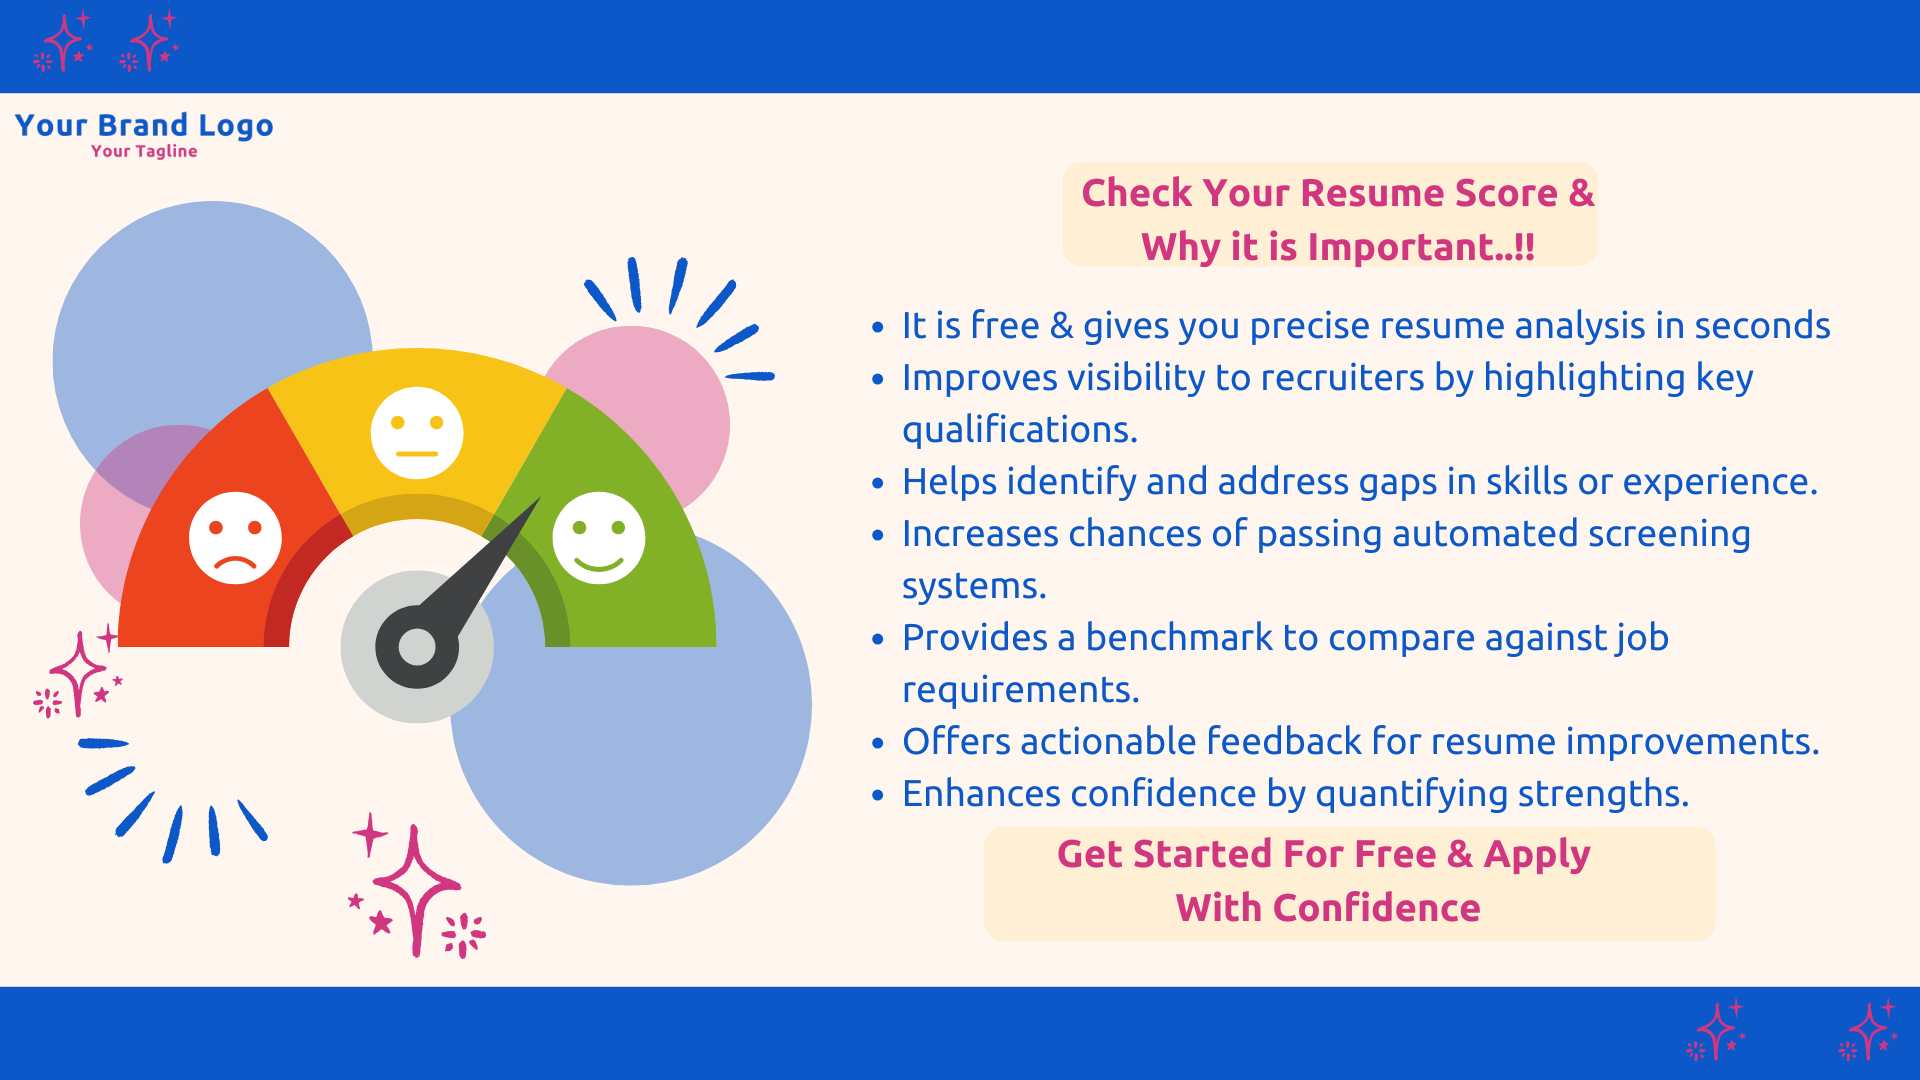 Your Brand Logo
Your Tagline
Check Your Resume Score &
Why it is Important..!!
• It is free & gives you precise resume analysis in seconds
• Improves visibility to recruiters by highlighting key
qualifications.
• Helps identify and address gaps in skills or experience.
• Increases chances of passing automated screening
systems.
• Provides a benchmark to compare against job
requirements.
• Offers actionable feedback for resume improvements.
• Enhances confidence by quantifying strengths.
Get Started For Free & Apply
With Confidence